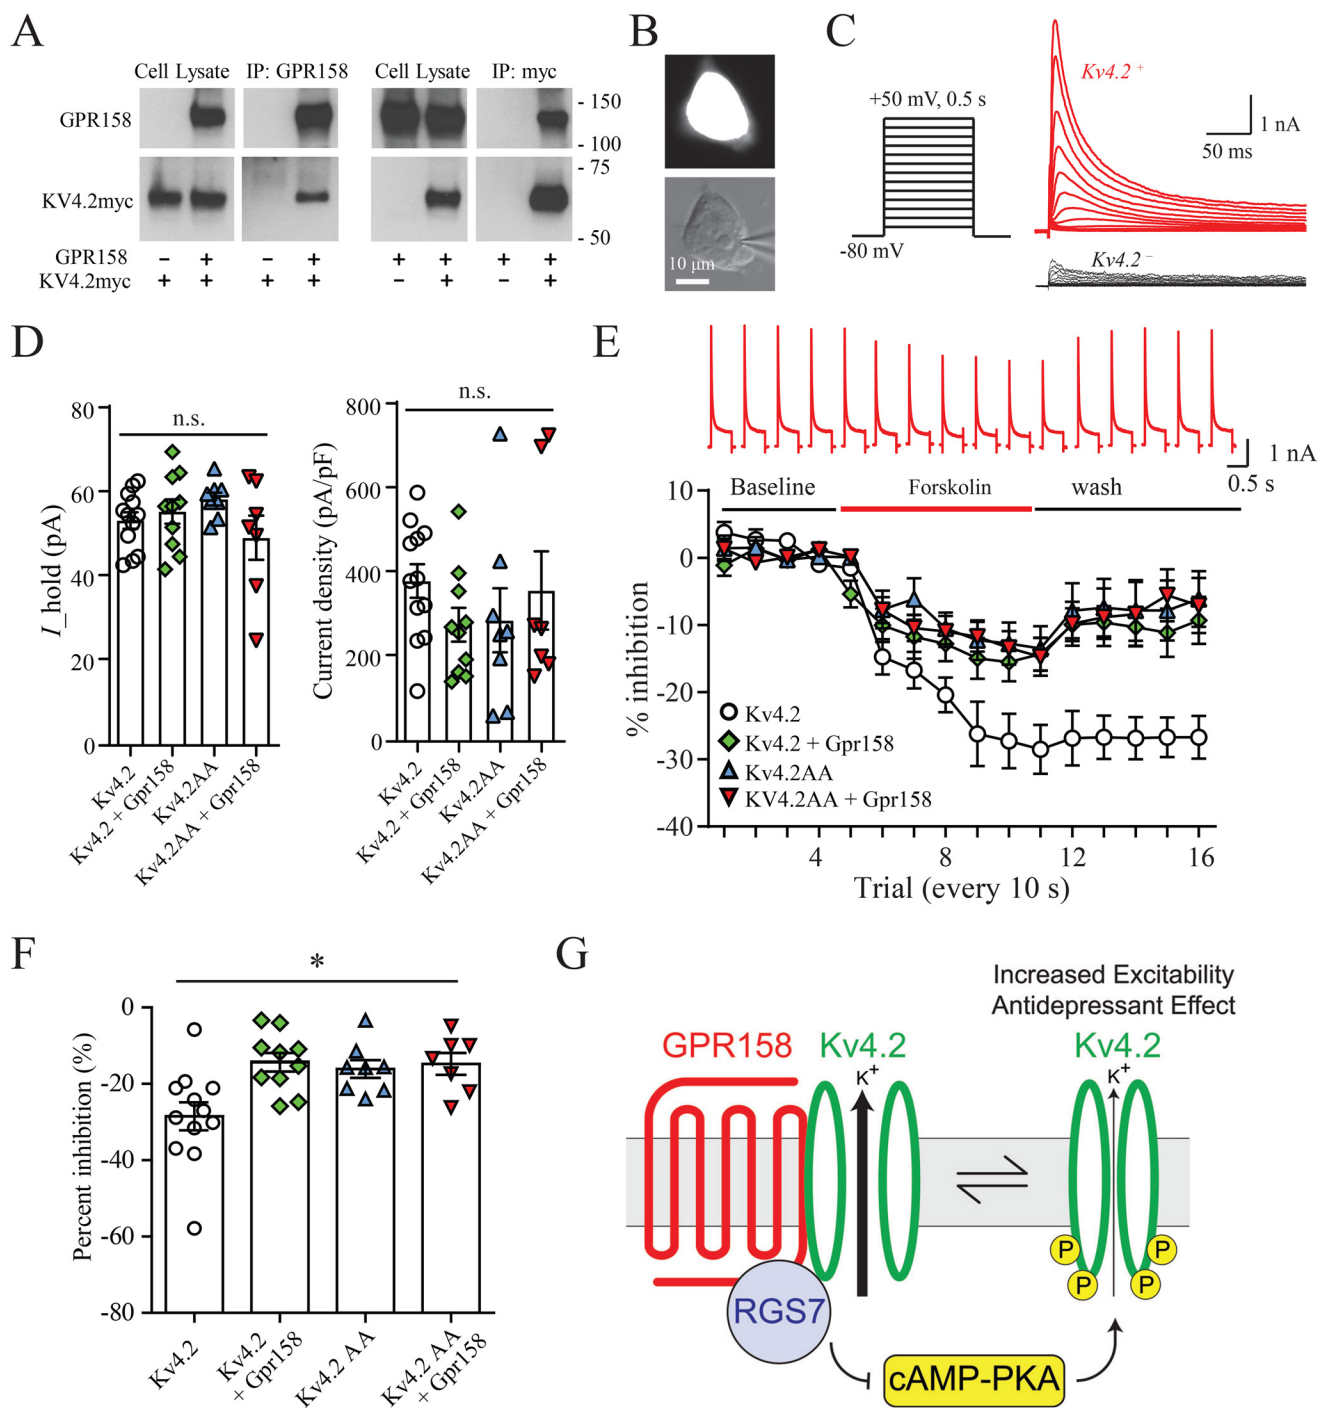 A
Cell Lysate IP: GPR158 Cell Lysate IP: myc
GPR158
- 150
- 100
KV4.2myc
- 75
- 50
GPR158 – + – + + + + +
KV4.2myc + + + + – + – +
B
10 μm
C
+50 mV, 0.5 s
-80 mV
Kv4.2 +
1 nA
50 ms
Kv4.2 –
D
n.s.
I_hold (pA)
80
60
40
20
0
Kv4.2
Kv4.2 + Gpr158
Kv4.2AA
Kv4.2AA + Gpr158
n.s.
Current density (pA/pF)
800
600
400
200
0
Kv4.2
Kv4.2 + Gpr158
Kv4.2AA
Kv4.2AA + Gpr158
E
1 nA
0.5 s
Baseline Forskolin wash
% inhibition
10
0
-10
-20
-30
-40
Kv4.2
Kv4.2 + Gpr158
Kv4.2AA
KV4.2AA + Gpr158
4 8 12 16
Trial (every 10 s)
F
*
Percent inhibition (%)
0
-20
-40
-60
-80
Kv4.2
Kv4.2
+ Gpr158
Kv4.2 AA
Kv4.2 AA
+ Gpr158
G
Increased Excitability
Antidepressant Effect
GPR158 Kv4.2 Kv4.2
K+ K+
P P
P P
RGS7
cAMP-PKA